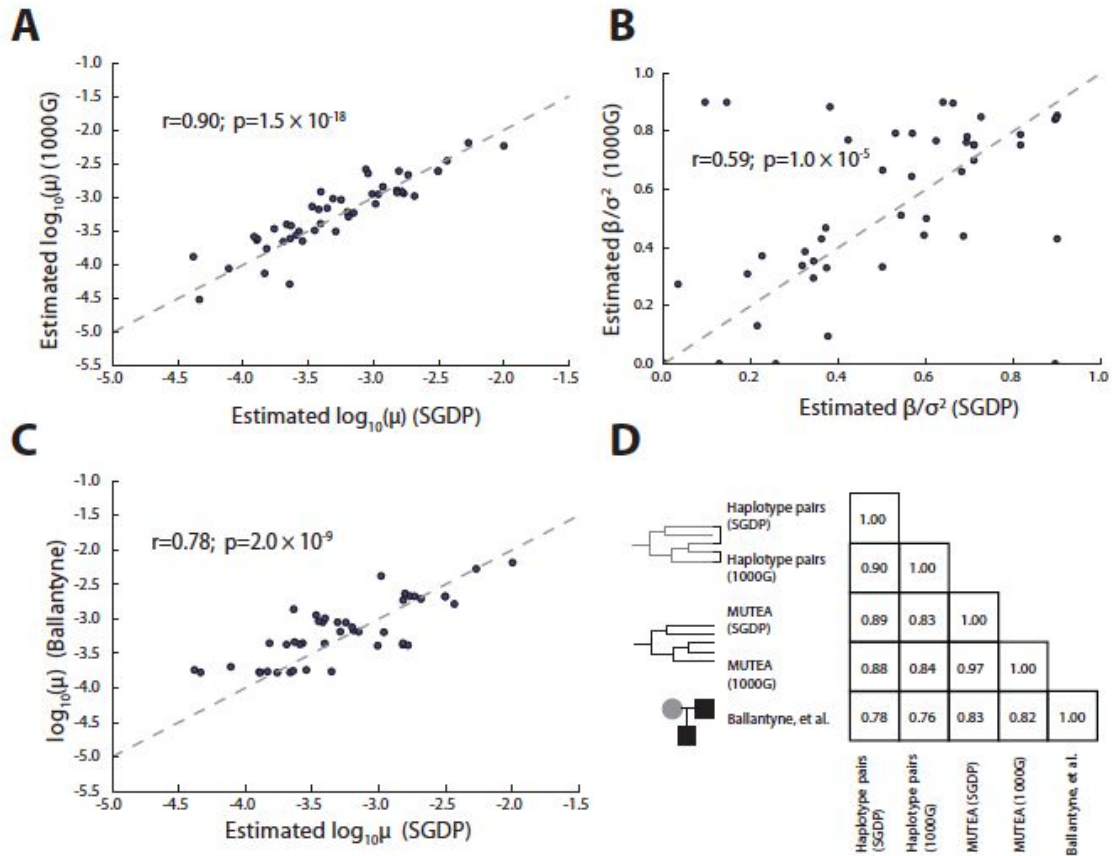 A
-1.0
-1.5
-2.0
-2.5
-3.0
-3.5
-4.0
-4.5
-5.0
-5.5
Estimated log10(μ) (1000G)
r=0.90; p=1.5 × 10-18
-5.0 -4.5 -4.0 -3.5 -3.0 -2.5 -2.0 -1.5
Estimated log10(μ) (SGDP)
B
1.0
0.8
0.6
0.4
0.2
0.0
Estimated β/σ2 (1000G)
r=0.59; p=1.0 × 10-5
0.0 0.2 0.4 0.6 0.8 1.0
Estimated β/σ2 (SGDP)
C
-1.0
-1.5
-2.0
-2.5
-3.0
-3.5
-4.0
-4.5
-5.0
-5.5
log10(μ) (Ballantyne)
r=0.78; p=2.0 × 10-9
-5.0 -4.5 -4.0 -3.5 -3.0 -2.5 -2.0 -1.5
Estimated log10μ (SGDP)
D
Haplotype pairs
(SGDP)
1.00
Haplotype pairs
(1000G)
0.90 1.00
MUTEA
(SGDP)
0.89 0.83 1.00
MUTEA
(1000G)
0.88 0.84 0.97 1.00
Ballantyne, et al.
0.78 0.76 0.83 0.82 1.00
Haplotype pairs
(SGDP)
Haplotype pairs
(1000G)
MUTEA (SGDP)
MUTEA (1000G)
Ballantyne, et al.